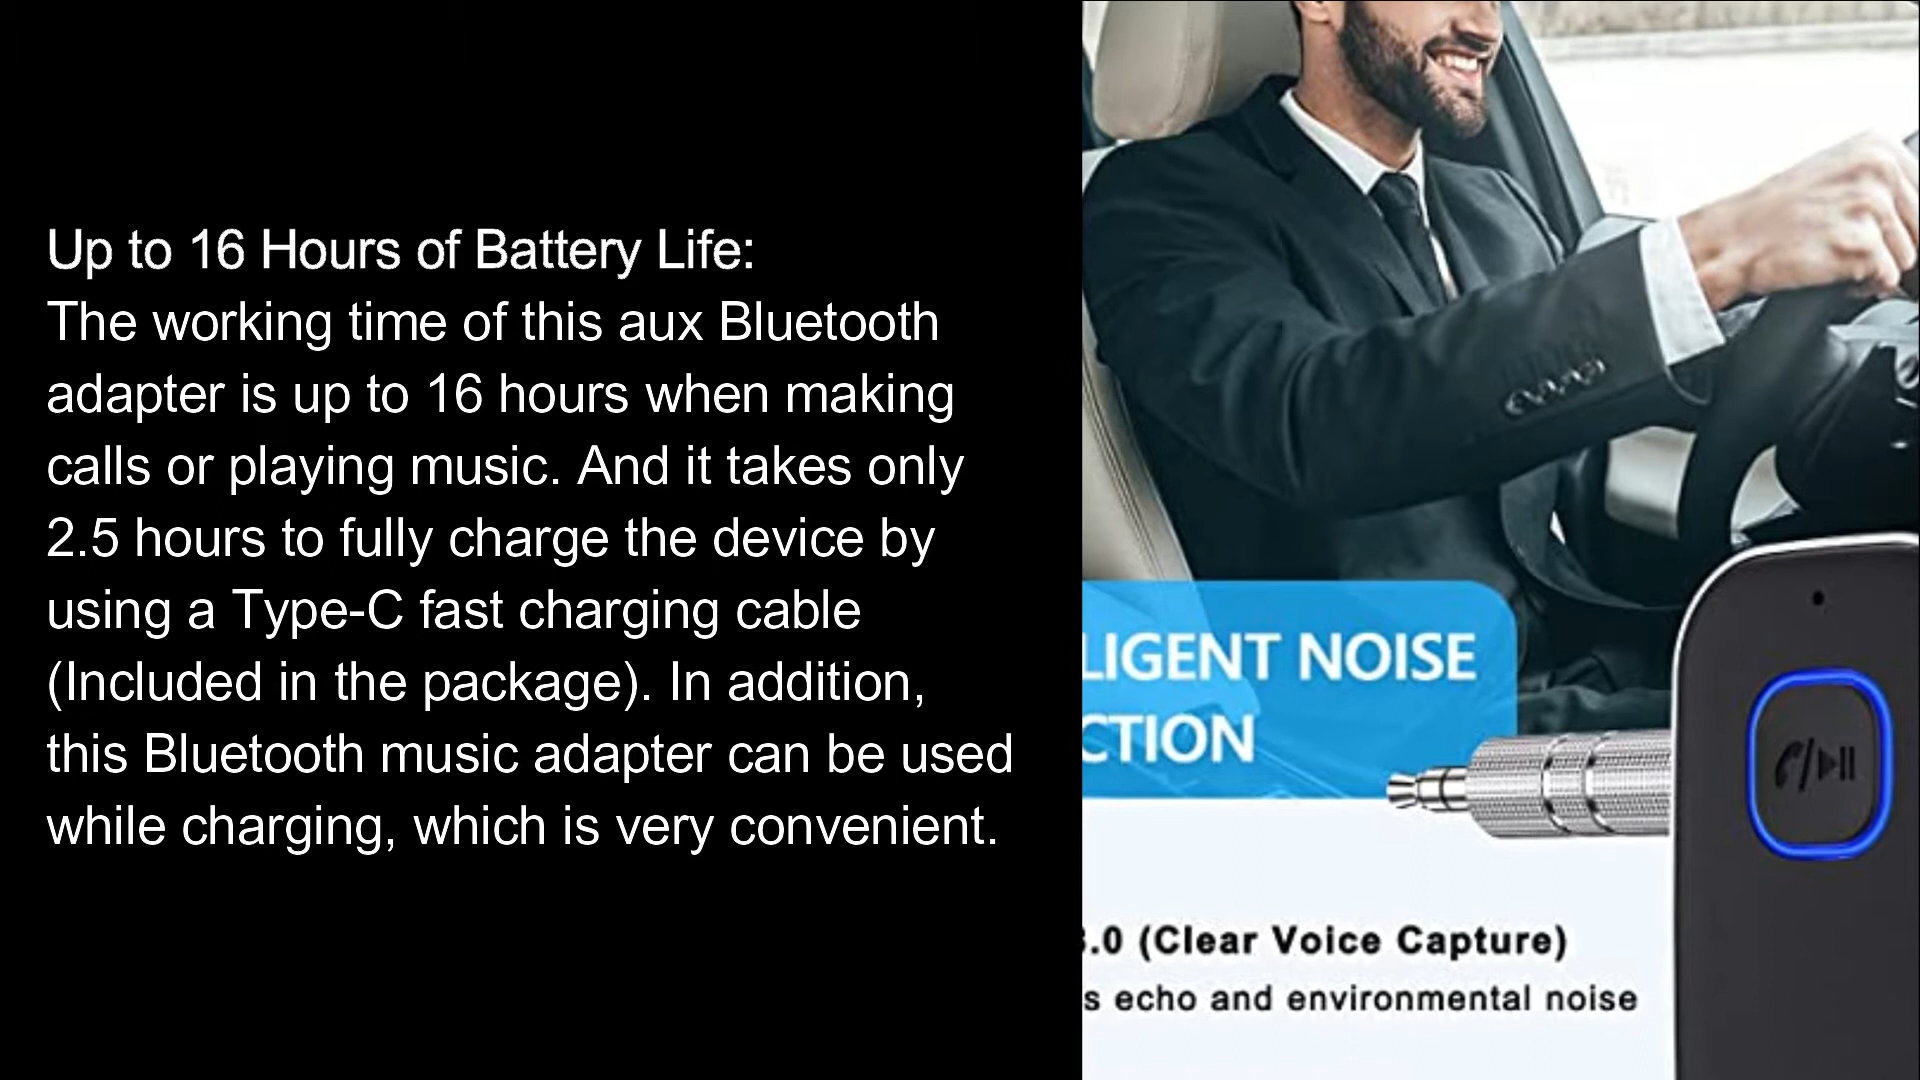 Up to 16 Hours of Battery Life:
The working time of this aux Bluetooth
adapter is up to 16 hours when making
calls or playing music. And it takes only
2.5 hours to fully charge the device by
using a Type-C fast charging cable
(Included in the package). In addition,
this Bluetooth music adapter can be used
while charging, which is very convenient.
LIGENT NOISE
CTION
.0 (Clear Voice Capture)
s echo and environmental noise